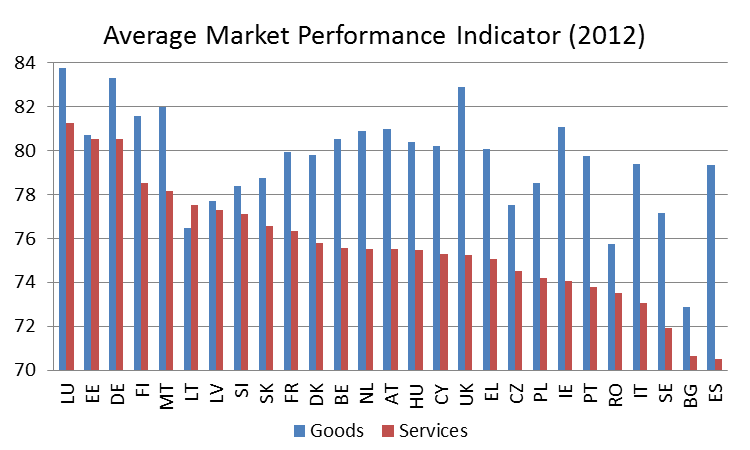 Average Market Performance Indicator (2012)
84
82
80
78
76
74
72
70
LU EE DE FI MT LT LV SI SK FR DK BE NL AT HU CY UK EL CZ PL IE PT RO IT SE BG ES
Goods Services